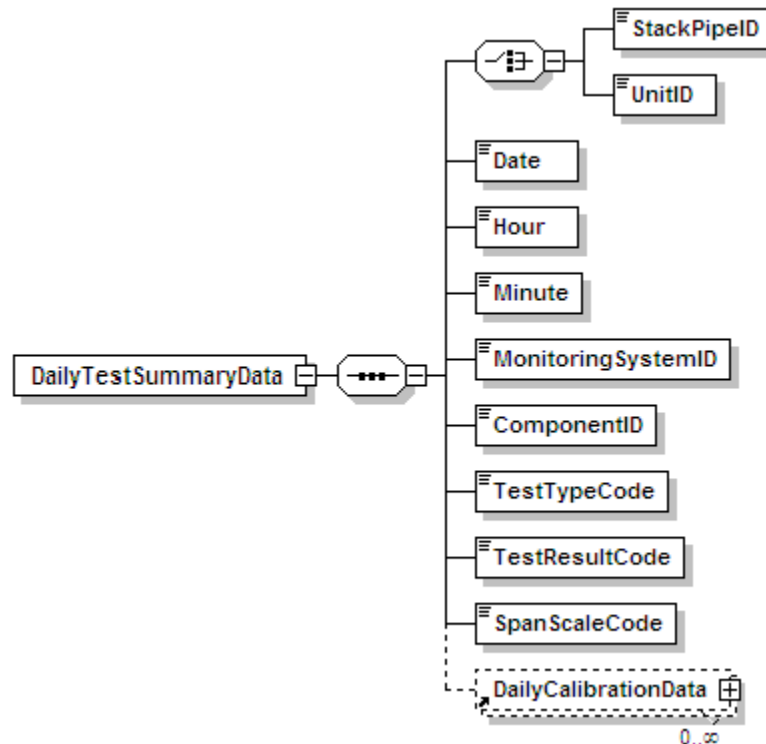 StackPipeID
UnitID
Date
Hour
Minute
MonitoringSystemID
DailyTestSummaryData
ComponentID
TestTypeCode
TestResultCode
SpanScaleCode
DailyCalibrationData
0..∞